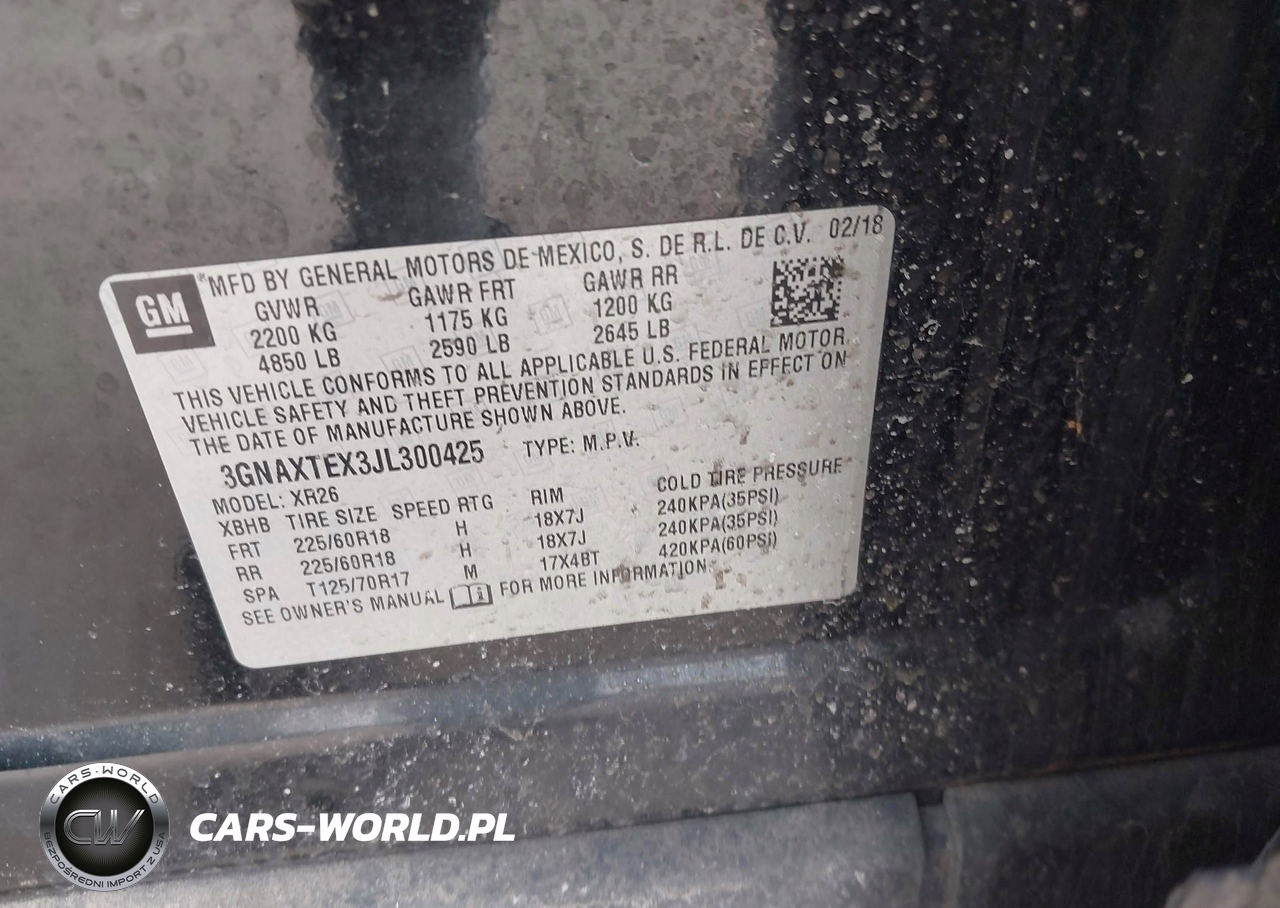 GM
MFD BY GENERAL MOTORS DE MEXICO, S. DE R.L. DE C.V. 02/18
GVWR GAWR FRT GAWR RR
2200 KG 1175 KG 1200 KG
4850 LB 2590 LB 2645 LB
THIS VEHICLE CONFORMS TO ALL APPLICABLE U.S. FEDERAL MOTOR
VEHICLE SAFETY AND THEFT PREVENTION STANDARDS IN EFFECT ON
THE DATE OF MANUFACTURE SHOWN ABOVE.
3GNAXTEX3JL300425 TYPE: M.P.V.
MODEL: XR26
XBHB TIRE SIZE SPEED RTG RIM COLD TIRE PRESSURE
FRT 225/60R18 H 18X7J 240KPA(35PSI)
RR 225/60R18 H 18X7J 240KPA(35PSI)
SPA T125/70R17 M 17X4BT 420KPA(60PSI)
SEE OWNER'S MANUAL FOR MORE INFORMATION.
CARS-WORLD
CW
BEZPOŚREDNI IMPORT Z USA
CARS-WORLD.PL